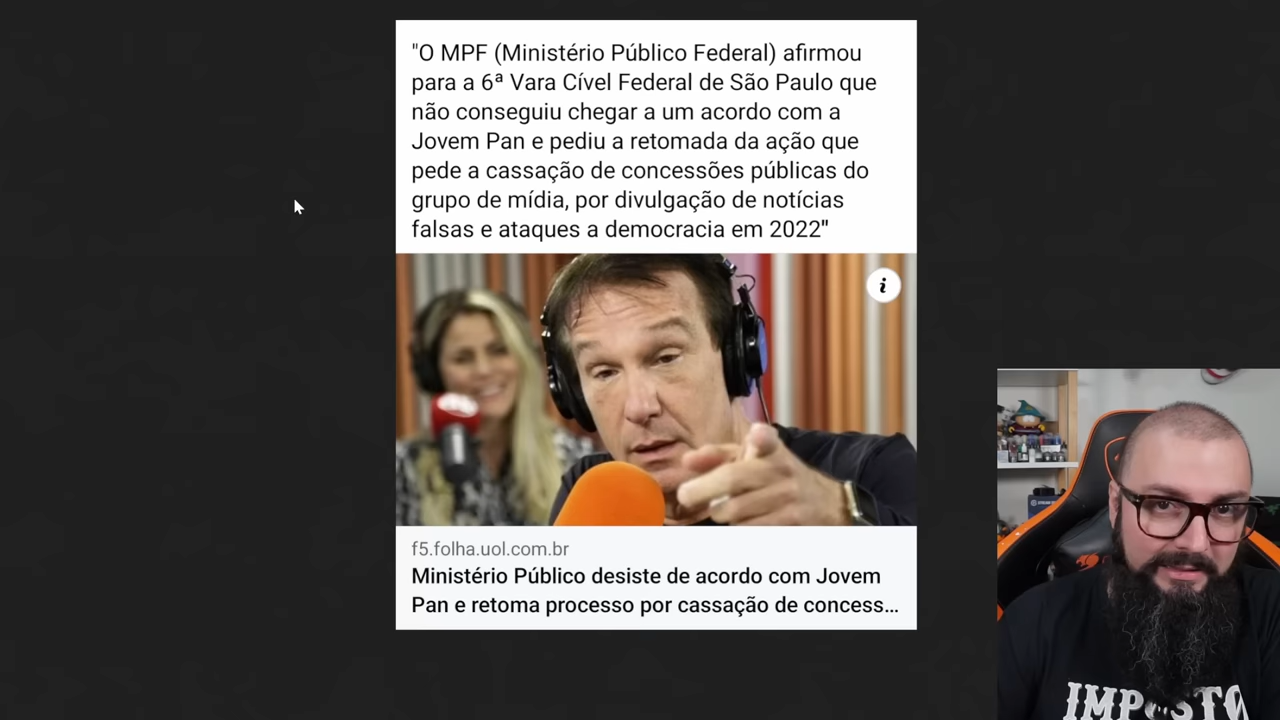 "O MPF (Ministério Público Federal) afirmou
para a 6ª Vara Cível Federal de São Paulo que
não conseguiu chegar a um acordo com a
Jovem Pan e pediu a retomada da ação que
pede a cassação de concessões públicas do
grupo de mídia, por divulgação de notícias
falsas e ataques a democracia em 2022"
i
f5.folha.uol.com.br
Ministério Público desiste de acordo com Jovem
Pan e retoma processo por cassação de concess...
IMPOSTO